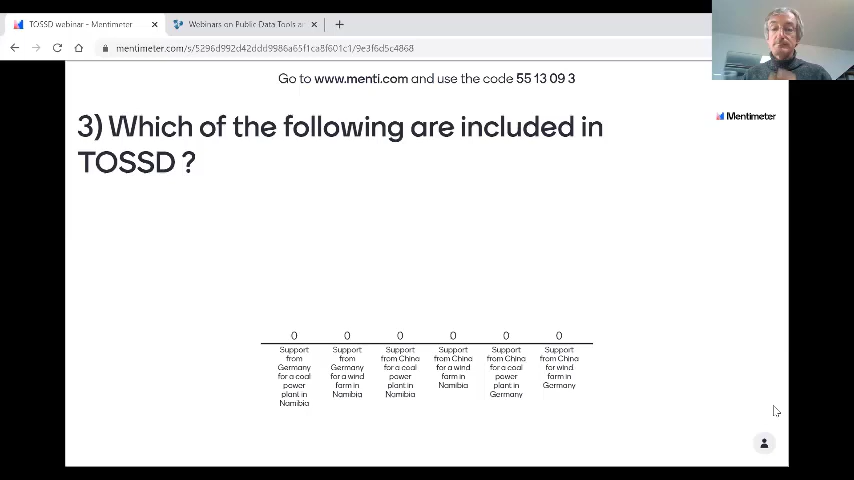 TOSSD webinar - Mentimeter
Webinars on Public Data Tools a
mentimeter.com/s/5296d992d42ddd9986a65f1ca8f601c1/9e3f6d5c4868
Go to www.menti.com and use the code 55 13 09 3
3) Which of the following are included in
TOSSD ?
Mentimeter
0
0
0
0
0
0
Support
from
Germany
for a coal
power
plant in
Namibia
Support
from
Germany
for a wind
farm in
Namibia
Support
from China
for a coal
power
plant in
Namibia
Support
from China
for a wind
farm in
Namibia
Support
from China
for a coal
power
plant in
Germany
Support
from China
for wind
farm in
Germany